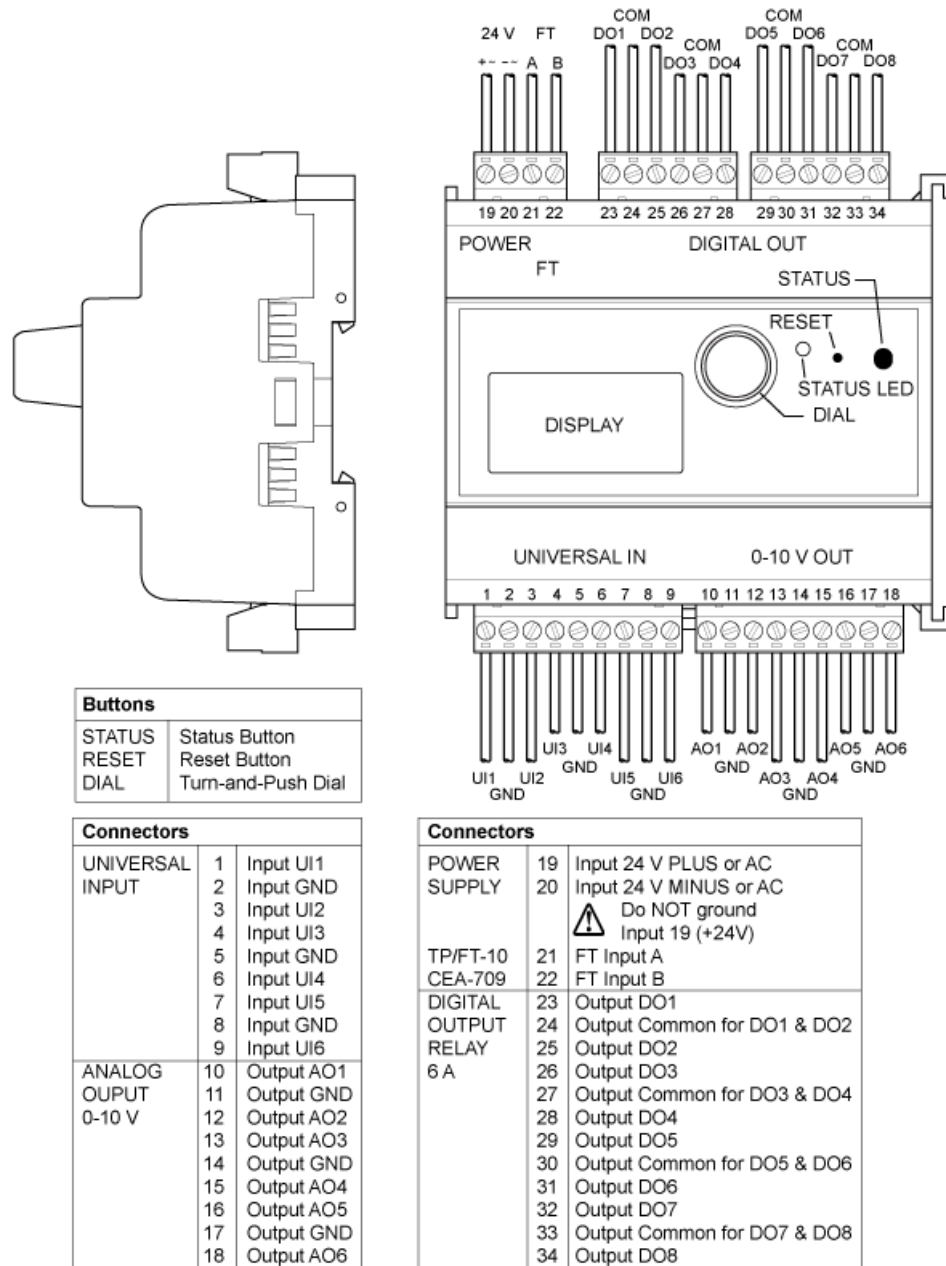 COM COM
24 V FT DO1 DO2 DO5 DO6
COM COM
+~ -~ A B DO3 DO4 DO7 DO8
19 20 21 22 23 24 25 26 27 28 29 30 31 32 33 34
POWER DIGITAL OUT
FT
STATUS
RESET
STATUS LED
DIAL
DISPLAY
UNIVERSAL IN 0-10 V OUT
1 2 3 4 5 6 7 8 9 10 11 12 13 14 15 16 17 18
UI3 UI4 AO1 AO2 AO5 AO6
GND GND GND
UI1 UI2 UI5 UI6 AO3 AO4
GND GND GND
Buttons
STATUS Status Button
RESET Reset Button
DIAL Turn-and-Push Dial
Connectors
UNIVERSAL 1 Input UI1
INPUT 2 Input GND
3 Input UI2
4 Input UI3
5 Input GND
6 Input UI4
7 Input UI5
8 Input GND
9 Input UI6
ANALOG 10 Output AO1
OUPUT 11 Output GND
0-10 V 12 Output AO2
13 Output AO3
14 Output GND
15 Output AO4
16 Output AO5
17 Output GND
18 Output AO6
Connectors
POWER 19 Input 24 V PLUS or AC
SUPPLY 20 Input 24 V MINUS or AC
Do NOT ground
Input 19 (+24V)
TP/FT-10 21 FT Input A
CEA-709 22 FT Input B
DIGITAL 23 Output DO1
OUTPUT 24 Output Common for DO1 & DO2
RELAY 25 Output DO2
6 A 26 Output DO3
27 Output Common for DO3 & DO4
28 Output DO4
29 Output DO5
30 Output Common for DO5 & DO6
31 Output DO6
32 Output DO7
33 Output Common for DO7 & DO8
34 Output DO8